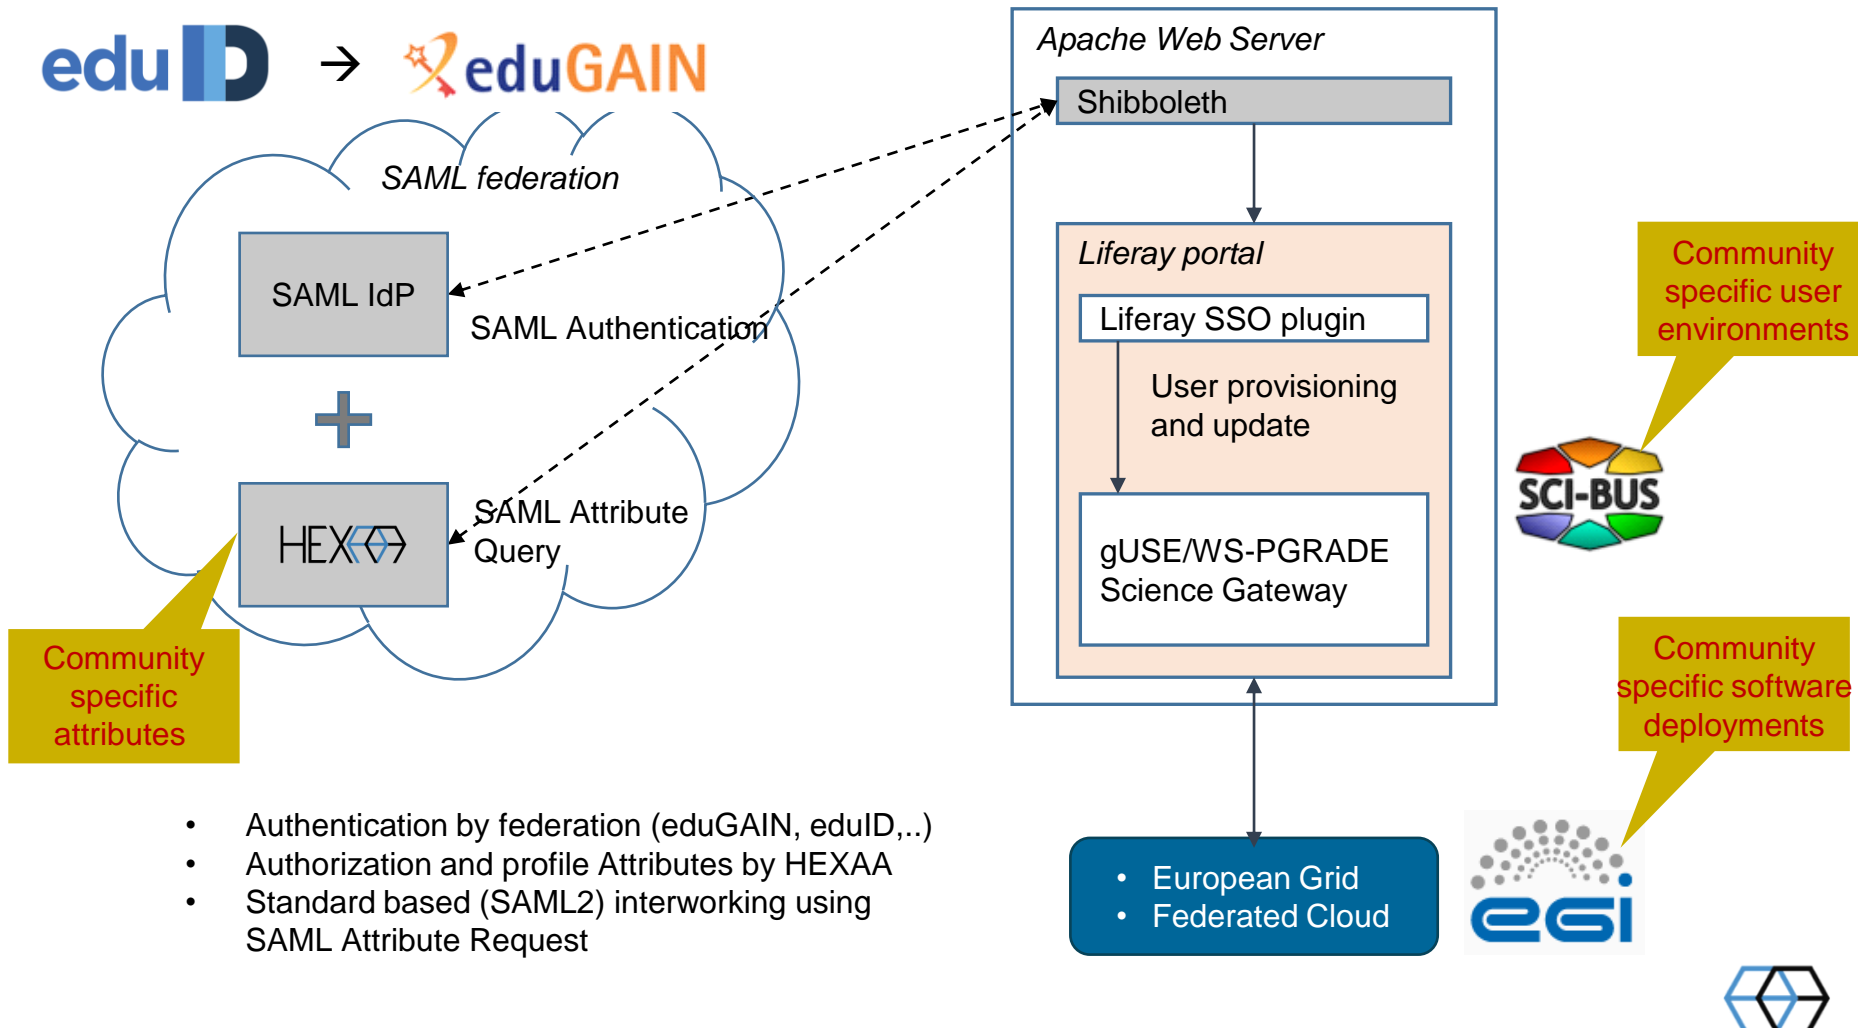 eduID → eduGAIN
SAML federation
SAML IdP
SAML Authentication
HEXAA
SAML Attribute
Query
Community
specific
attributes
Apache Web Server
Shibboleth
Liferay portal
Liferay SSO plugin
User provisioning
and update
gUSE/WS-PGRADE
Science Gateway
Community
specific user
environments
SCI-BUS
Community
specific software
deployments
• European Grid
• Federated Cloud
egi
• Authentication by federation (eduGAIN, eduID,..)
• Authorization and profile Attributes by HEXAA
• Standard based (SAML2) interworking using
SAML Attribute Request